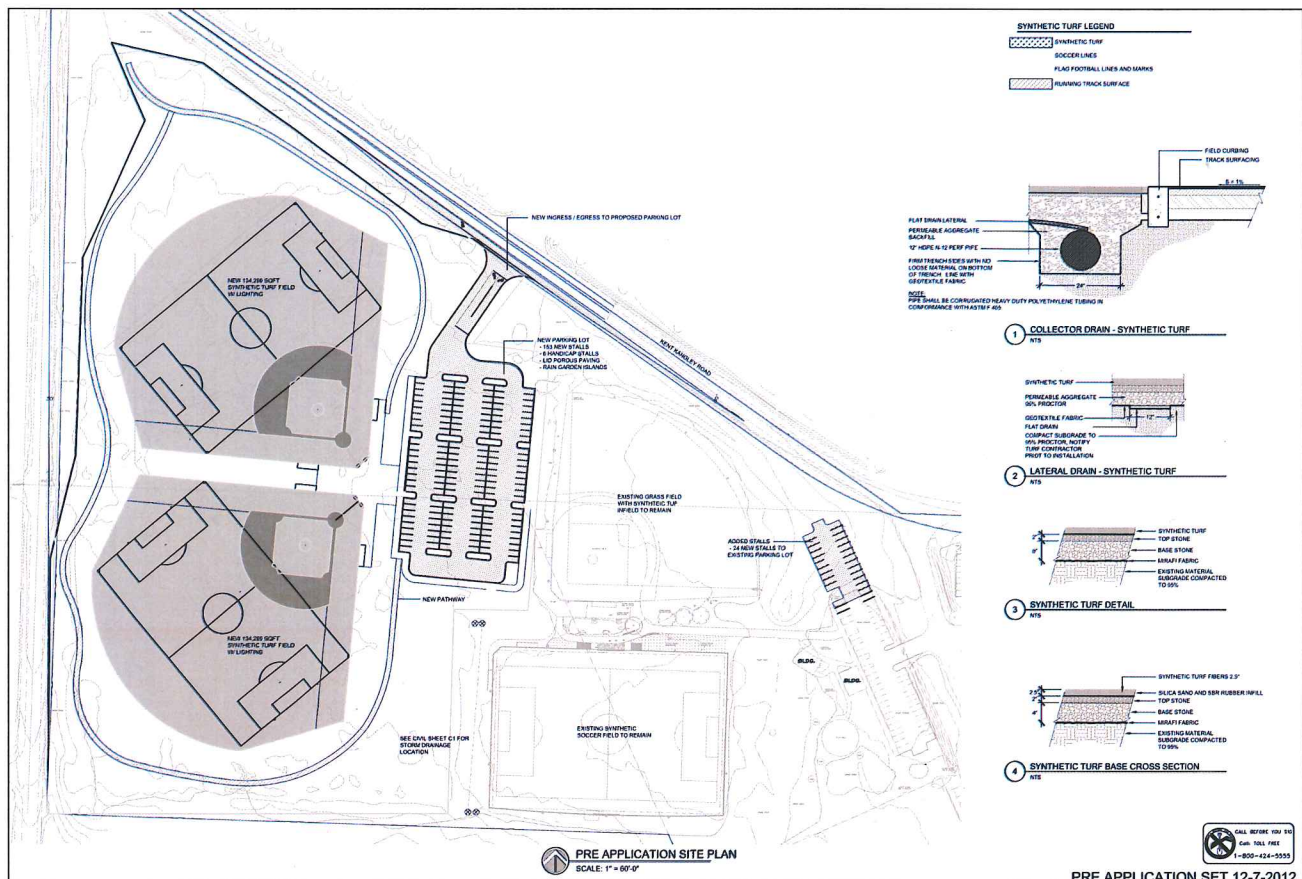 SYNTHETIC TURF LEGEND
SYNTHETIC TURF
SOCCER LINES
FLAG FOOTBALL LINES AND MARKS
RUNNING TRACK SURFACE
NEW INGRESS / EGRESS TO PROPOSED PARKING LOT
NEW 134,200 SQFT
SYNTHETIC TURF FIELD
W/ LIGHTING
KENT KANGLEY ROAD
NEW PARKING LOT
- 153 NEW STALLS
- 6 HANDICAP STALLS
- LID POROUS PAVING
- RAIN GARDEN ISLANDS
EXISTING GRASS FIELD
WITH SYNTHTEIC TUP
INFIELD TO REMAIN
ADDED STALLS
- 24 NEW STALLS TO
EXISTING PARKING LOT
NEW PATHWAY
NEW 134,200 SQFT
SYNTHETIC TURF FIELD
W/ LIGHTING
BLDG.
BLDG.
SEE CIVIL SHEET C1 FOR
STORM DRAINAGE
LOCATION
EXISTING SYNTHETIC
SOCCER FIELD TO REMAIN
FIELD CURBING
TRACK SURFACING
S = 1%
FLAT DRAIN LATERAL
PERMEABLE AGGREGATE
BACKFILL
12" HDPE N-12 PERF PIPE
FIRM TRENCH SIDES WITH NO
LOOSE MATERIAL ON BOTTOM
OF TRENCH. LINE WITH
GEOTEXTILE FABRIC
24"
NOTE:
PIPE SHALL BE CORRUGATED HEAVY DUTY POLYETHYLENE TUBING IN
CONFORMANCE WITH ASTM F 405
1 COLLECTOR DRAIN - SYNTHETIC TURF
NTS
SYNTHETIC TURF
PERMEABLE AGGREGATE
95% PROCTOR
GEOTEXTILE FABRIC
12"
FLAT DRAIN
COMPACT SUBGRADE TO
95% PROCTOR, NOTIFY
TURF CONTRACTOR
PRIOT TO INSTALLATION
2 LATERAL DRAIN - SYNTHETIC TURF
NTS
SYNTHETIC TURF
2" TOP STONE
BASE STONE
MIRAFI FABRIC
EXISTING MATERIAL
SUBGRADE COMPACTED
TO 95%
3 SYNTHETIC TURF DETAIL
NTS
SYNTHETIC TURF FIBERS 2.5"
2.5" SILICA SAND AND SBR RUBBER INFILL
2" TOP STONE
4" BASE STONE
MIRAFI FABRIC
EXISTING MATERIAL
SUBGRADE COMPACTED
TO 95%
4 SYNTHETIC TURF BASE CROSS SECTION
NTS
PRE APPLICATION SITE PLAN
SCALE: 1" = 60'-0"
CALL BEFORE YOU DIG
Call: TOLL FREE
1-800-424-5555
PRE APPLICATION SET 12-7-2012